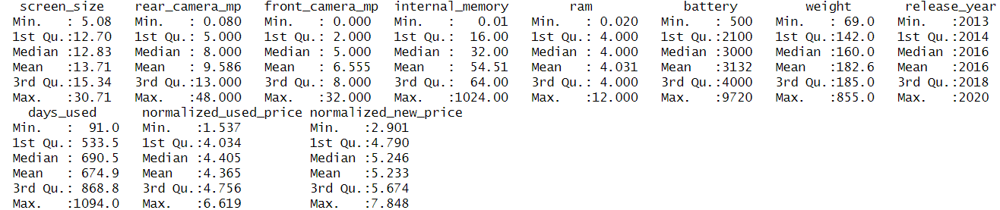 screen_size rear_camera_mp front_camera_mp internal_memory ram battery weight release_year
Min. : 5.08 Min. : 0.080 Min. : 0.000 Min. : 0.01 Min. : 0.020 Min. : 500 Min. : 69.0 Min. :2013
1st Qu.:12.70 1st Qu.: 5.000 1st Qu.: 2.000 1st Qu.: 16.00 1st Qu.: 4.000 1st Qu.:2100 1st Qu.:142.0 1st Qu.:2014
Median :12.83 Median : 8.000 Median : 5.000 Median : 32.00 Median : 4.000 Median :3000 Median :160.0 Median :2016
Mean :13.71 Mean : 9.586 Mean : 6.555 Mean : 54.51 Mean : 4.031 Mean :3132 Mean :182.6 Mean :2016
3rd Qu.:15.34 3rd Qu.:13.000 3rd Qu.: 8.000 3rd Qu.: 64.00 3rd Qu.: 4.000 3rd Qu.:4000 3rd Qu.:185.0 3rd Qu.:2018
Max. :30.71 Max. :48.000 Max. :32.000 Max. :1024.00 Max. :12.000 Max. :9720 Max. :855.0 Max. :2020
days_used normalized_used_price normalized_new_price
Min. : 91.0 Min. :1.537 Min. :2.901
1st Qu.: 533.5 1st Qu.:4.034 1st Qu.:4.790
Median : 690.5 Median :4.405 Median :5.246
Mean : 674.9 Mean :4.365 Mean :5.233
3rd Qu.: 868.8 3rd Qu.:4.756 3rd Qu.:5.674
Max. :1094.0 Max. :6.619 Max. :7.848